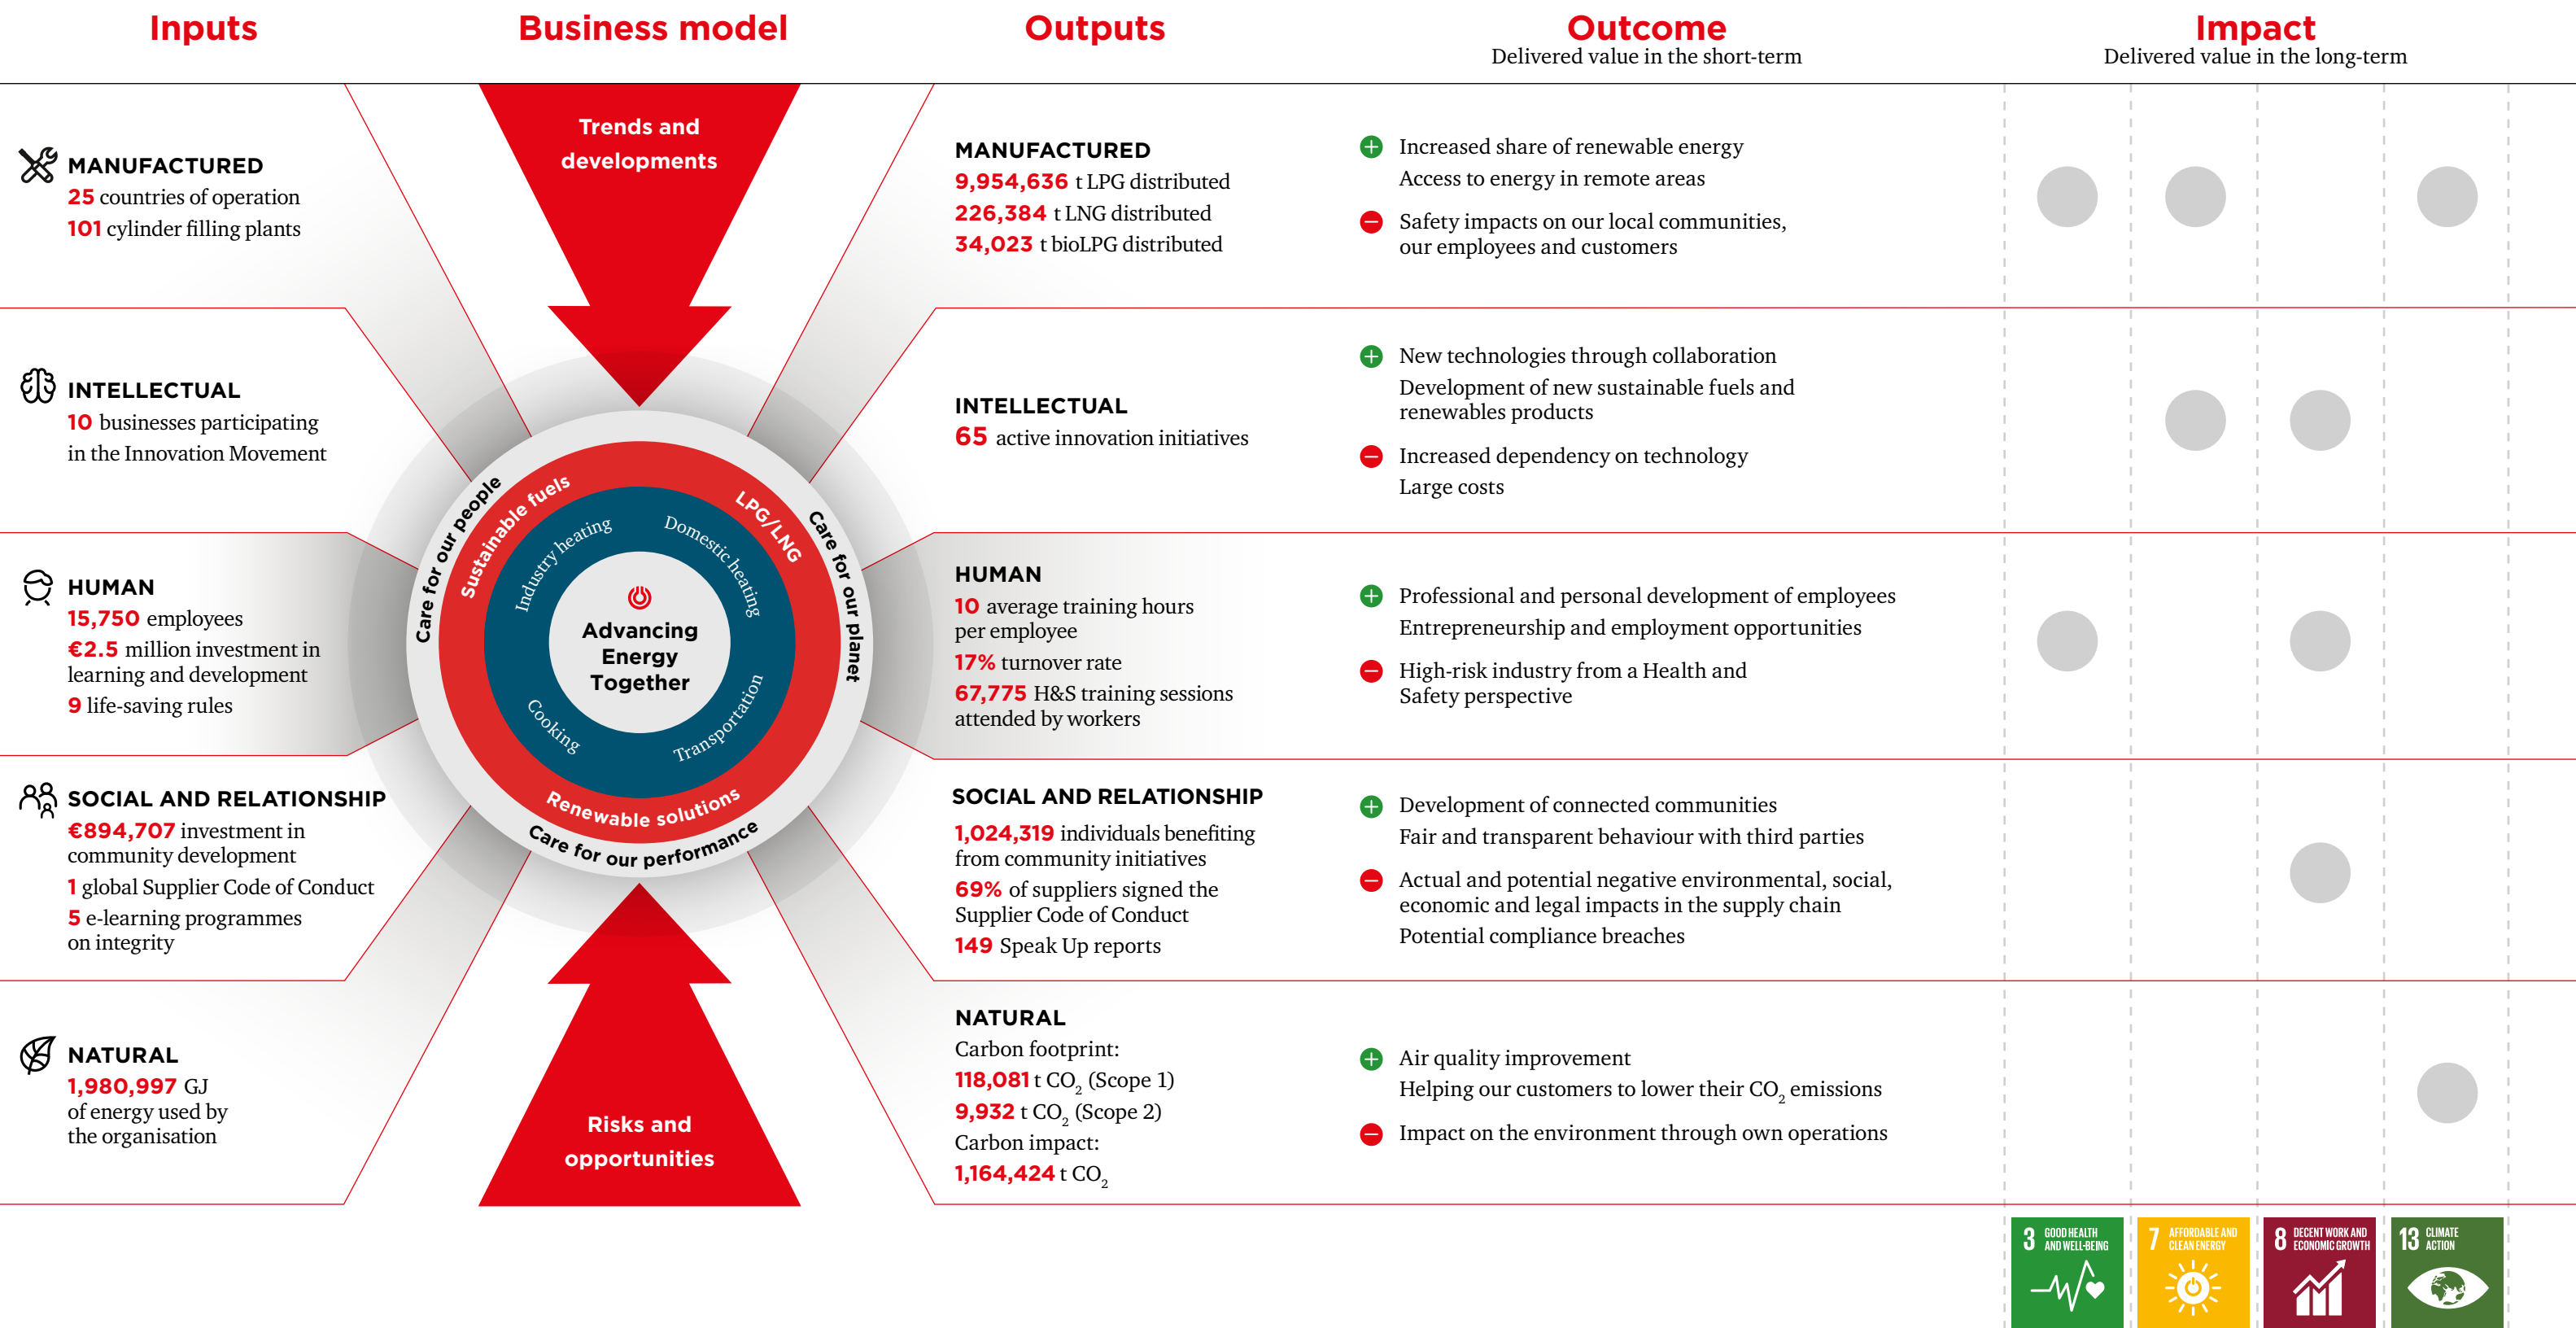 Inputs
Business model
Outputs
Outcome
Delivered value in the short-term
Impact
Delivered value in the long-term
MANUFACTURED
25 countries of operation
101 cylinder filling plants
INTELLECTUAL
10 businesses participating
in the Innovation Movement
HUMAN
15,750 employees
€2.5 million investment in
learning and development
9 life-saving rules
SOCIAL AND RELATIONSHIP
€894,707 investment in
community development
1 global Supplier Code of Conduct
5 e-learning programmes
on integrity
NATURAL
1,980,997 GJ
of energy used by
the organisation
Trends and
developments
Care for our people
Care for our planet
Care for our performance
Sustainable fuels
LPG/LNG
Renewable solutions
Industry heating
Domestic heating
Cooking
Transportation
Advancing
Energy
Together
Risks and
opportunities
MANUFACTURED
9,954,636 t LPG distributed
226,384 t LNG distributed
34,023 t bioLPG distributed
INTELLECTUAL
65 active innovation initiatives
HUMAN
10 average training hours
per employee
17% turnover rate
67,775 H&S training sessions
attended by workers
SOCIAL AND RELATIONSHIP
1,024,319 individuals benefiting
from community initiatives
69% of suppliers signed the
Supplier Code of Conduct
149 Speak Up reports
NATURAL
Carbon footprint:
118,081 t CO₂ (Scope 1)
9,932 t CO₂ (Scope 2)
Carbon impact:
1,164,424 t CO₂
Increased share of renewable energy
Access to energy in remote areas
Safety impacts on our local communities,
our employees and customers
New technologies through collaboration
Development of new sustainable fuels and
renewables products
Increased dependency on technology
Large costs
Professional and personal development of employees
Entrepreneurship and employment opportunities
High-risk industry from a Health and
Safety perspective
Development of connected communities
Fair and transparent behaviour with third parties
Actual and potential negative environmental, social,
economic and legal impacts in the supply chain
Potential compliance breaches
Air quality improvement
Helping our customers to lower their CO₂ emissions
Impact on the environment through own operations
3 GOOD HEALTH
AND WELL-BEING
7 AFFORDABLE AND
CLEAN ENERGY
8 DECENT WORK AND
ECONOMIC GROWTH
13 CLIMATE
ACTION